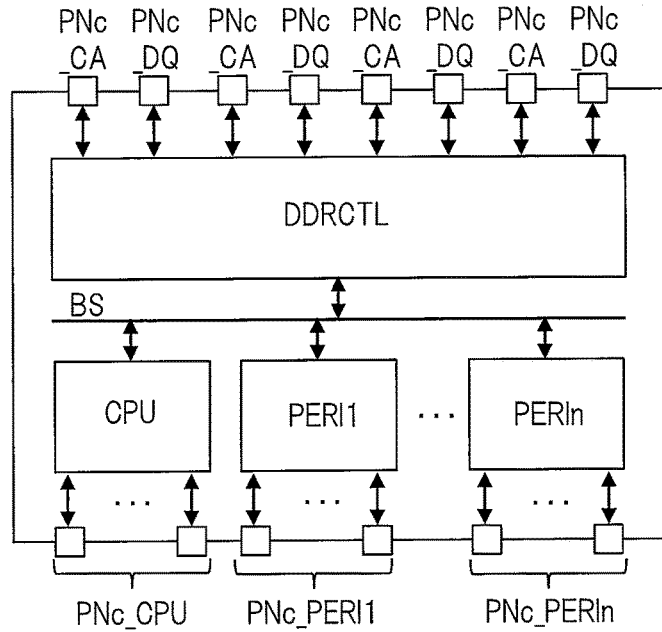 PNc PNc PNc PNc PNc PNc PNc PNc
_CA _DQ _CA _DQ _CA _DQ _CA _DQ
DDRCTL
BS
CPU PERI1 ... PERIn
... ... ...
PNc_CPU PNc_PERI1 PNc_PERIn